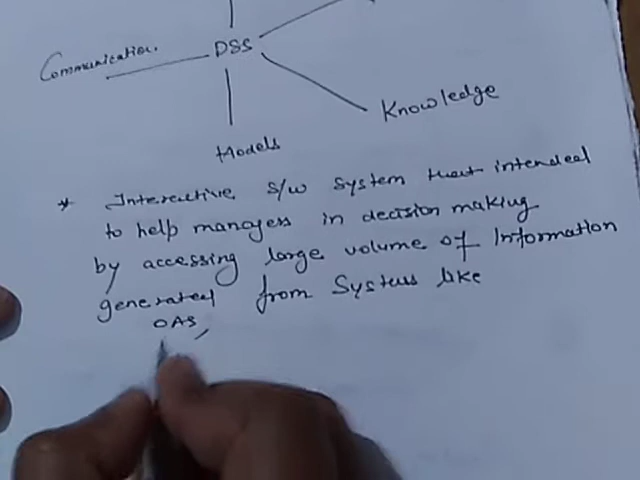 Communication
DSS
Knowledge
Models
* Interective s/w system that intended
to help managers in decision making
by accessing large volume of Information
generated from Systems like
OAS,